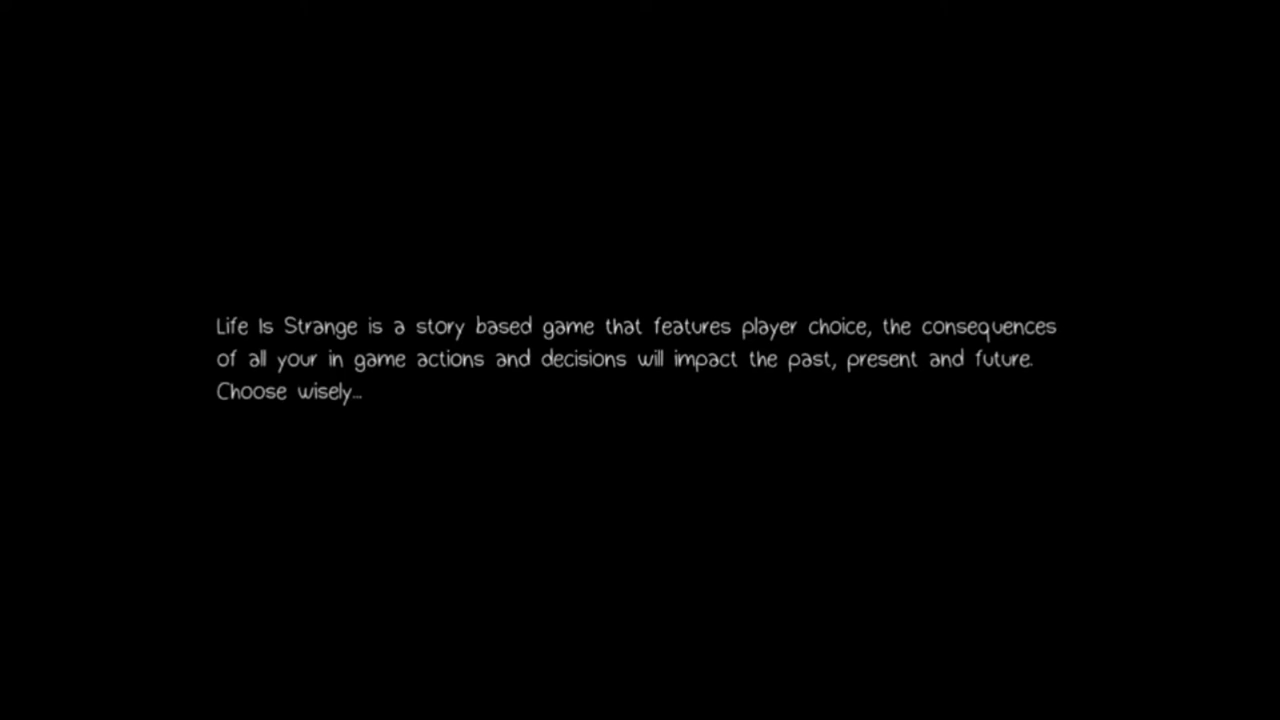 Life Is Strange is a story based game that features player choice, the consequences
of all your in game actions and decisions will impact the past, present and future.
Choose wisely...